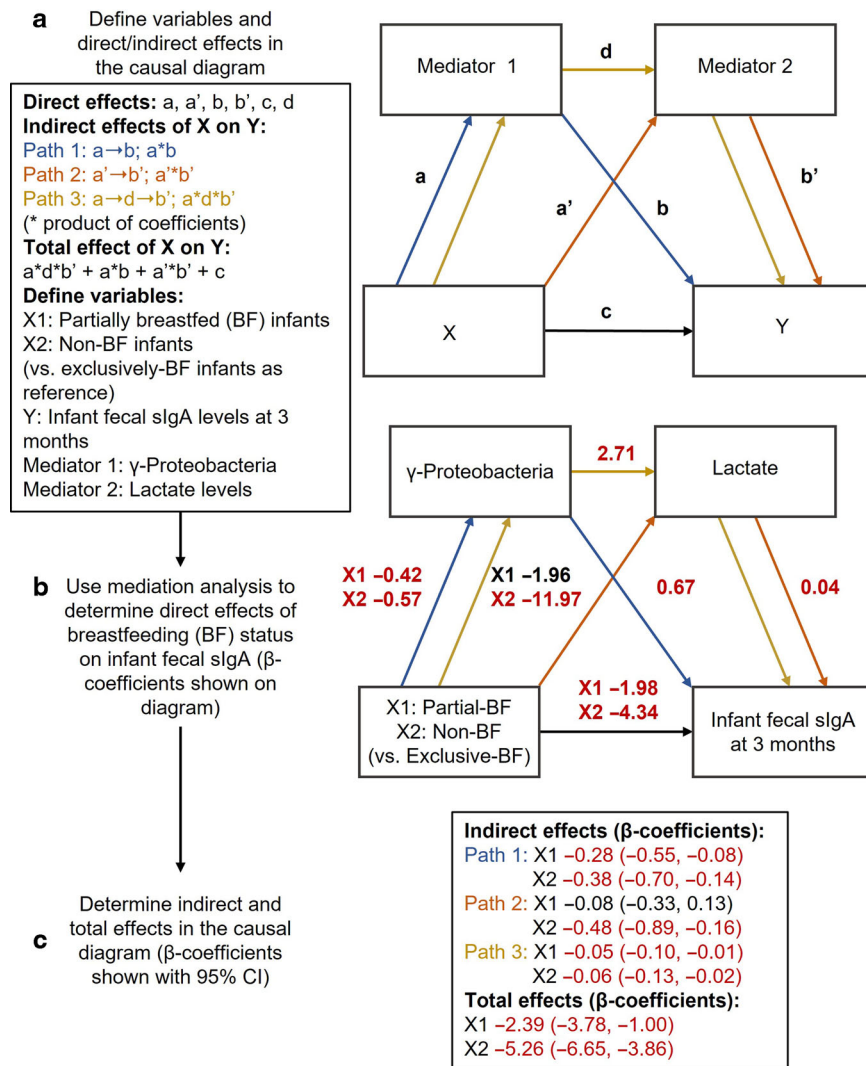 a
Define variables and
direct/indirect effects in
the causal diagram
Direct effects: a, a’, b, b’, c, d
Indirect effects of X on Y:
Path 1: a→b; a*b
Path 2: a’→b’; a’*b’
Path 3: a→d→b’; a*d*b’
(* product of coefficients)
Total effect of X on Y:
a*d*b’ + a*b + a’*b’ + c
Define variables:
X1: Partially breastfed (BF) infants
X2: Non-BF infants
(vs. exclusively-BF infants as
reference)
Y: Infant fecal sIgA levels at 3
months
Mediator 1: γ-Proteobacteria
Mediator 2: Lactate levels
Mediator 1
d
Mediator 2
a
a’
b
b’
X
c
Y
b
Use mediation analysis to
determine direct effects of
breastfeeding (BF) status
on infant fecal sIgA (β-
coefficients shown on
diagram)
γ-Proteobacteria
2.71
Lactate
X1 –0.42
X2 –0.57
X1 –1.96
X2 –11.97
0.67
0.04
X1: Partial-BF
X2: Non-BF
(vs. Exclusive-BF)
X1 –1.98
X2 –4.34
Infant fecal sIgA
at 3 months
c
Determine indirect and
total effects in the causal
diagram (β-coefficients
shown with 95% CI)
Indirect effects (β-coefficients):
Path 1: X1 –0.28 (–0.55, –0.08)
X2 –0.38 (–0.70, –0.14)
Path 2: X1 –0.08 (–0.33, 0.13)
X2 –0.48 (–0.89, –0.16)
Path 3: X1 –0.05 (–0.10, –0.01)
X2 –0.06 (–0.13, –0.02)
Total effects (β-coefficients):
X1 –2.39 (–3.78, –1.00)
X2 –5.26 (–6.65, –3.86)